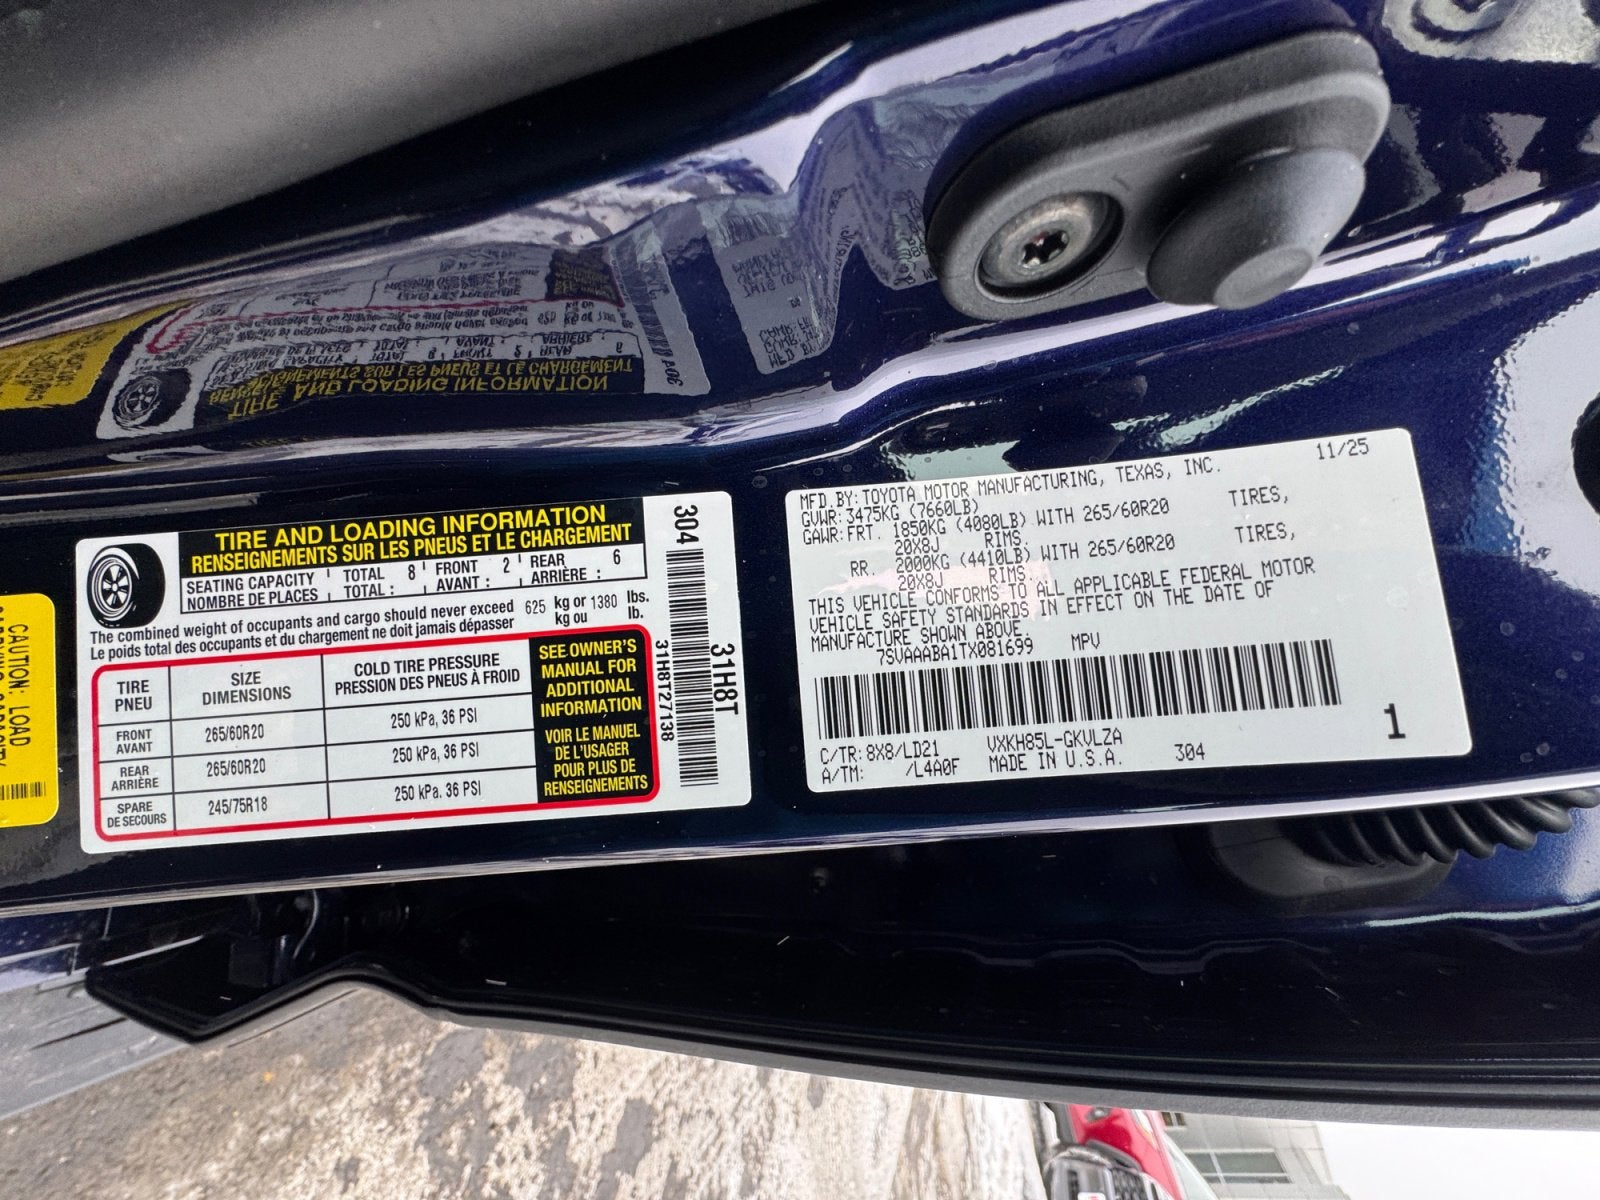 CAUTION: LOAD
TIRE AND LOADING INFORMATION
RENSEIGNEMENTS SUR LES PNEUS ET LE CHARGEMENT
SEATING CAPACITY TOTAL 8 FRONT 2 REAR 6
NOMBRE DE PLACES TOTAL : AVANT : ARRIÈRE :
The combined weight of occupants and cargo should never exceed 625 kg or 1380 lbs.
Le poids total des occupants et du chargement ne doit jamais dépasser kg ou lb.
TIRE
PNEU
SIZE
DIMENSIONS
COLD TIRE PRESSURE
PRESSION DES PNEUS À FROID
FRONT
AVANT
265/60R20
250 kPa, 36 PSI
REAR
ARRIÈRE
265/60R20
250 kPa, 36 PSI
SPARE
DE SECOURS
245/75R18
250 kPa, 36 PSI
SEE OWNER'S
MANUAL FOR
ADDITIONAL
INFORMATION
VOIR LE MANUEL
DE L'USAGER
POUR PLUS DE
RENSEIGNEMENTS
304
31H8T
31H8T27138
11/25
MFD.BY:TOYOTA MOTOR MANUFACTURING, TEXAS, INC.
GVWR:3475KG (7660LB)
GAWR:FRT. 1850KG (4080LB) WITH 265/60R20 TIRES,
20X8J RIMS.
RR. 2000KG (4410LB) WITH 265/60R20 TIRES,
20X8J RIMS.
THIS VEHICLE CONFORMS TO ALL APPLICABLE FEDERAL MOTOR
VEHICLE SAFETY STANDARDS IN EFFECT ON THE DATE OF
MANUFACTURE SHOWN ABOVE.
7SVAAABA1TX081699 MPV
C/TR:8X8/LD21 VXKH85L-GKVLZA
A/TM: /L4A0F MADE IN U.S.A. 304
1